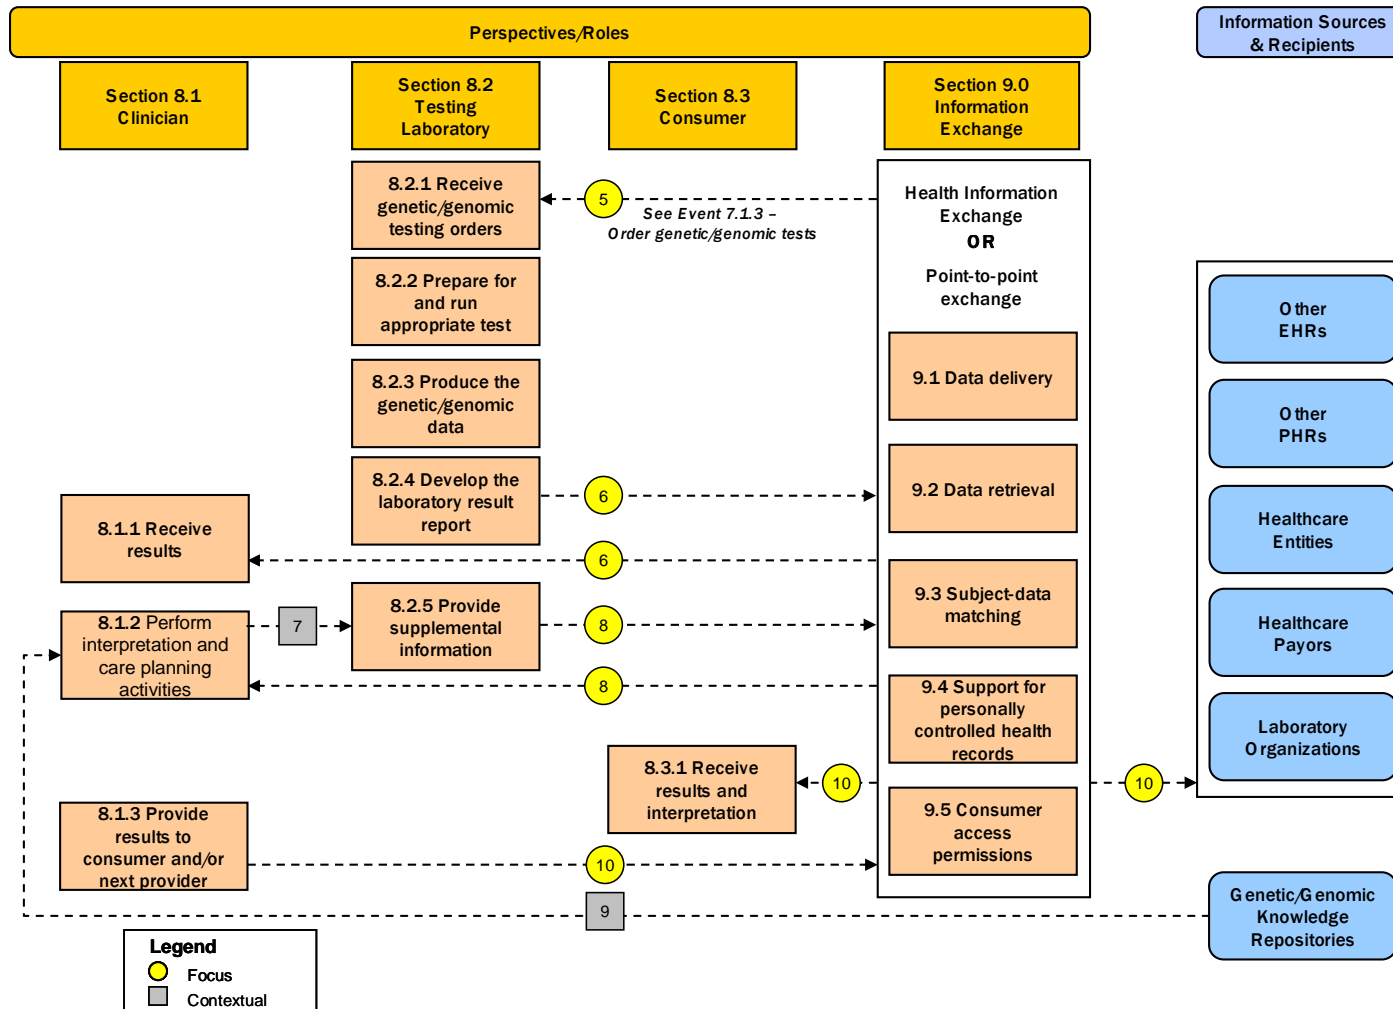 Perspectives/Roles
Information Sources
& Recipients
Section 8.1
Clinician
Section 8.2
Testing
Laboratory
Section 8.3
Consumer
Section 9.0
Information
Exchange
8.2.1 Receive
genetic/genomic
testing orders
5
See Event 7.1.3 –
Order genetic/genomic tests
Health Information
Exchange
OR
Point-to-point
exchange
8.2.2 Prepare for
and run
appropriate test
Other
EHRs
8.2.3 Produce the
genetic/genomic
data
9.1 Data delivery
Other
PHRs
8.2.4 Develop the
laboratory result
report
6
9.2 Data retrieval
8.1.1 Receive
results
6
Healthcare
Entities
8.1.2 Perform
interpretation and
care planning
activities
7
8.2.5 Provide
supplemental
information
8
8
9.3 Subject-data
matching
Healthcare
Payors
9.4 Support for
personally
controlled health
records
Laboratory
Organizations
8.3.1 Receive
results and
interpretation
10
10
8.1.3 Provide
results to
consumer and/or
next provider
10
9.5 Consumer
access
permissions
9
Genetic/Genomic
Knowledge
Repositories
Legend
Focus
Contextual